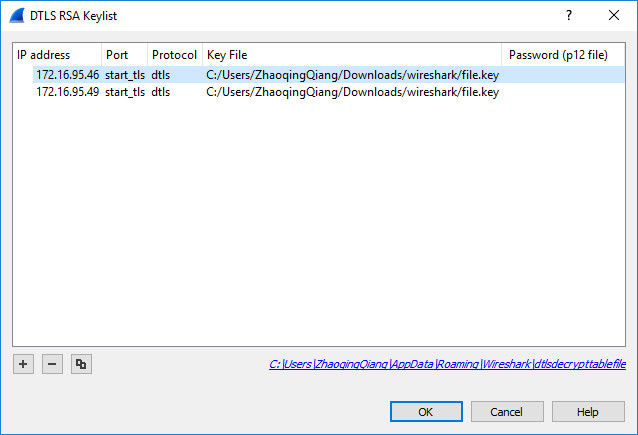 DTLS RSA Keylist
?
IP address Port Protocol Key File Password (p12 file)
172.16.95.46 start_tls dtls C:/Users/ZhaoqingQiang/Downloads/wireshark/file.key
172.16.95.49 start_tls dtls C:/Users/ZhaoqingQiang/Downloads/wireshark/file.key
C:\Users\ZhaoqingQiang\AppData\Roaming\Wireshark\dtlsdecrypttablefile
OK Cancel Help